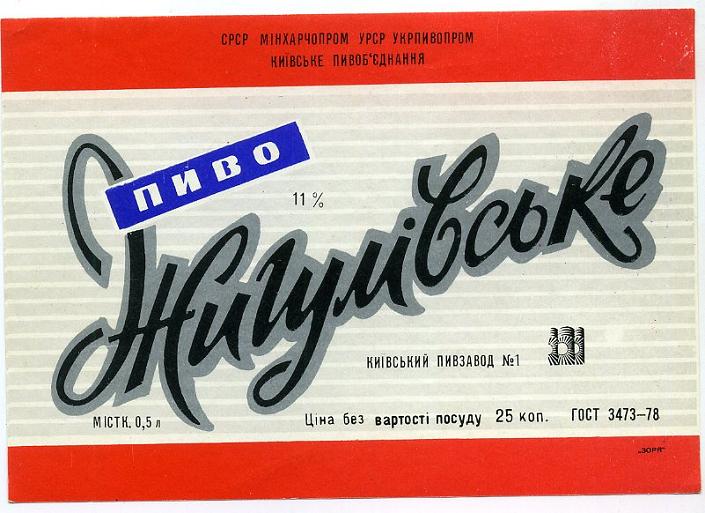 СРСР МІНХАРЧОПРОМ УРСР УКРПИВОПРОМ
КИЇВСЬКЕ ПИВОБ'ЄДНАННЯ
ПИВО
11 %
Жигулівське
КИЇВСЬКИЙ ПИВЗАВОД №1
МІСТК. 0,5 л
Ціна без вартості посуду 25 коп. ГОСТ 3473-78
„ЗОРЯ"